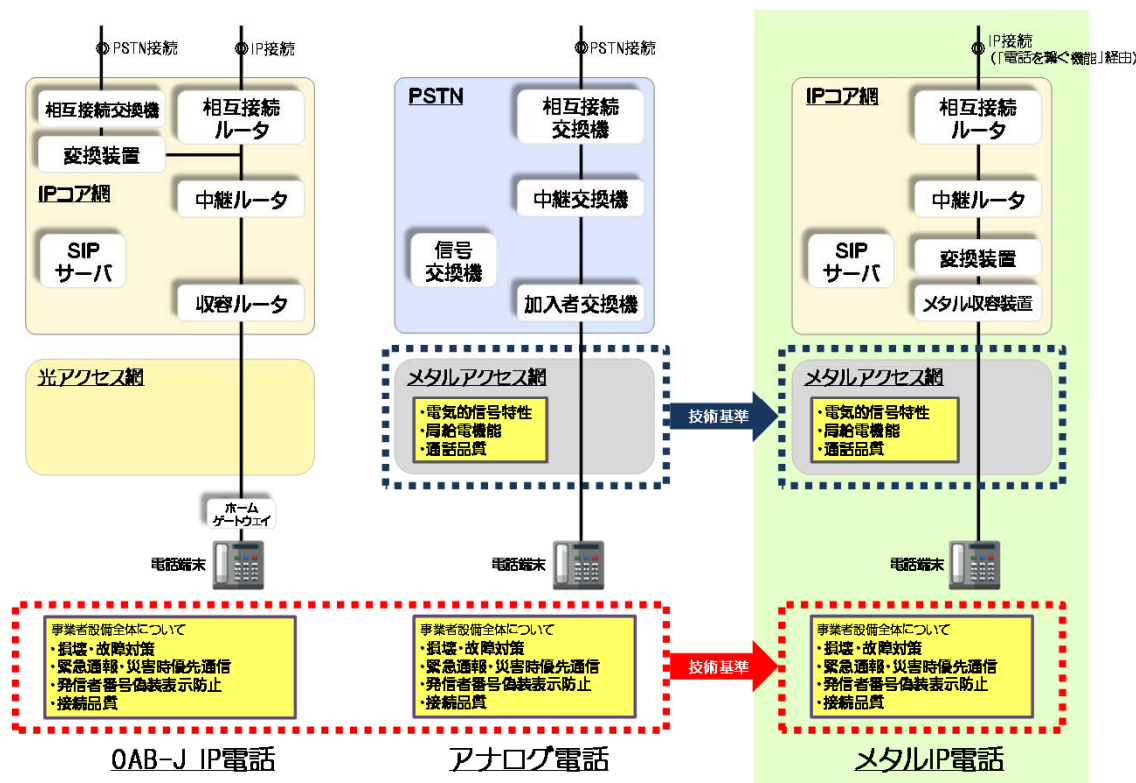 PSTN接続
IP接続
相互接続交換機
相互接続
ルータ
変換装置
IPコア網
中継ルータ
SIP
サーバ
収容ルータ
光アクセス網
ホーム
ゲートウェイ
電話端末
事業者設備全体について
・損壊・故障対策
・緊急通報・災害時優先通信
・発信者番号偽装表示防止
・接続品質
0AB-J IP電話
PSTN接続
PSTN
相互接続
交換機
中継交換機
信号
交換機
加入者交換機
メタルアクセス網
・電気的信号特性
・局給電機能
・通話品質
技術基準
電話端末
事業者設備全体について
・損壊・故障対策
・緊急通報・災害時優先通信
・発信者番号偽装表示防止
・接続品質
技術基準
アナログ電話
IP接続
(「電話を繋ぐ機能」経由)
IPコア網
相互接続
ルータ
中継ルータ
SIP
サーバ
変換装置
メタル収容装置
メタルアクセス網
・電気的信号特性
・局給電機能
・通話品質
電話端末
事業者設備全体について
・損壊・故障対策
・緊急通報・災害時優先通信
・発信者番号偽装表示防止
・接続品質
メタルIP電話